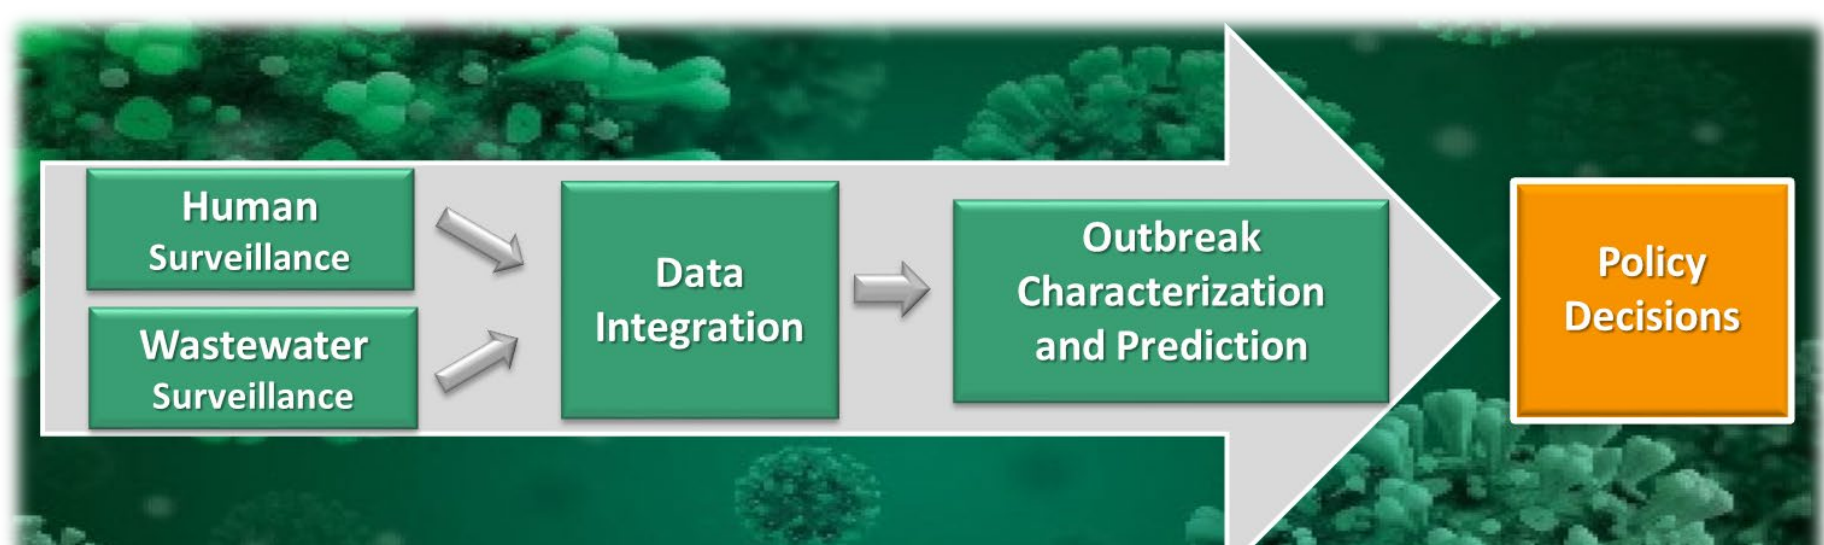 Human
Surveillance
Wastewater
Surveillance
Data
Integration
Outbreak
Characterization
and Prediction
Policy
Decisions